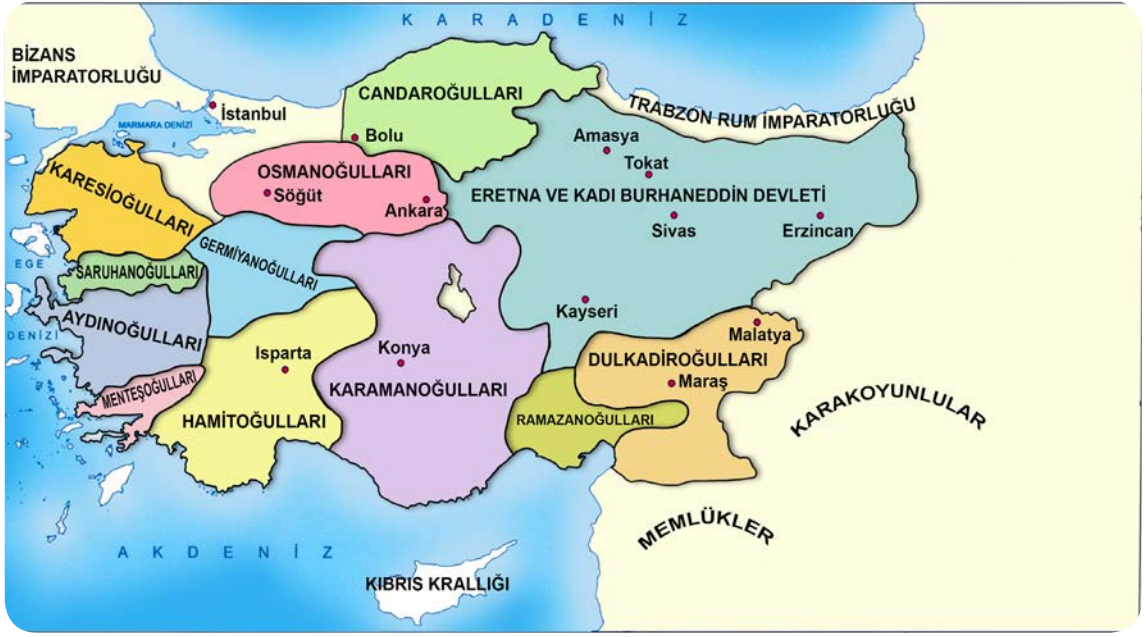 KARADENİZ
BİZANS
İMPARATORLUĞU
İstanbul
MARMARA DENİZİ
CANDAROĞULLARI
Bolu
TRABZON RUM İMPARATORLUĞU
Amasya
Tokat
ERETNA VE KADI BURHANEDDİN DEVLETİ
Sivas
Erzincan
Kayseri
OSMANOĞULLARI
Söğüt
Ankara
KARESİOĞULLARI
GERMİYANOĞULLARI
EGE
SARUHANOĞULLARI
DENİZİ
AYDINOĞULLARI
MENTEŞOĞULLARI
Isparta
HAMİTOĞULLARI
Konya
KARAMANOĞULLARI
Malatya
DULKADİROĞULLARI
Maraş
RAMAZANOĞULLARI
KARAKOYUNLULAR
MEMLÜKLER
AKDENİZ
KIBRIS KRALLIĞI